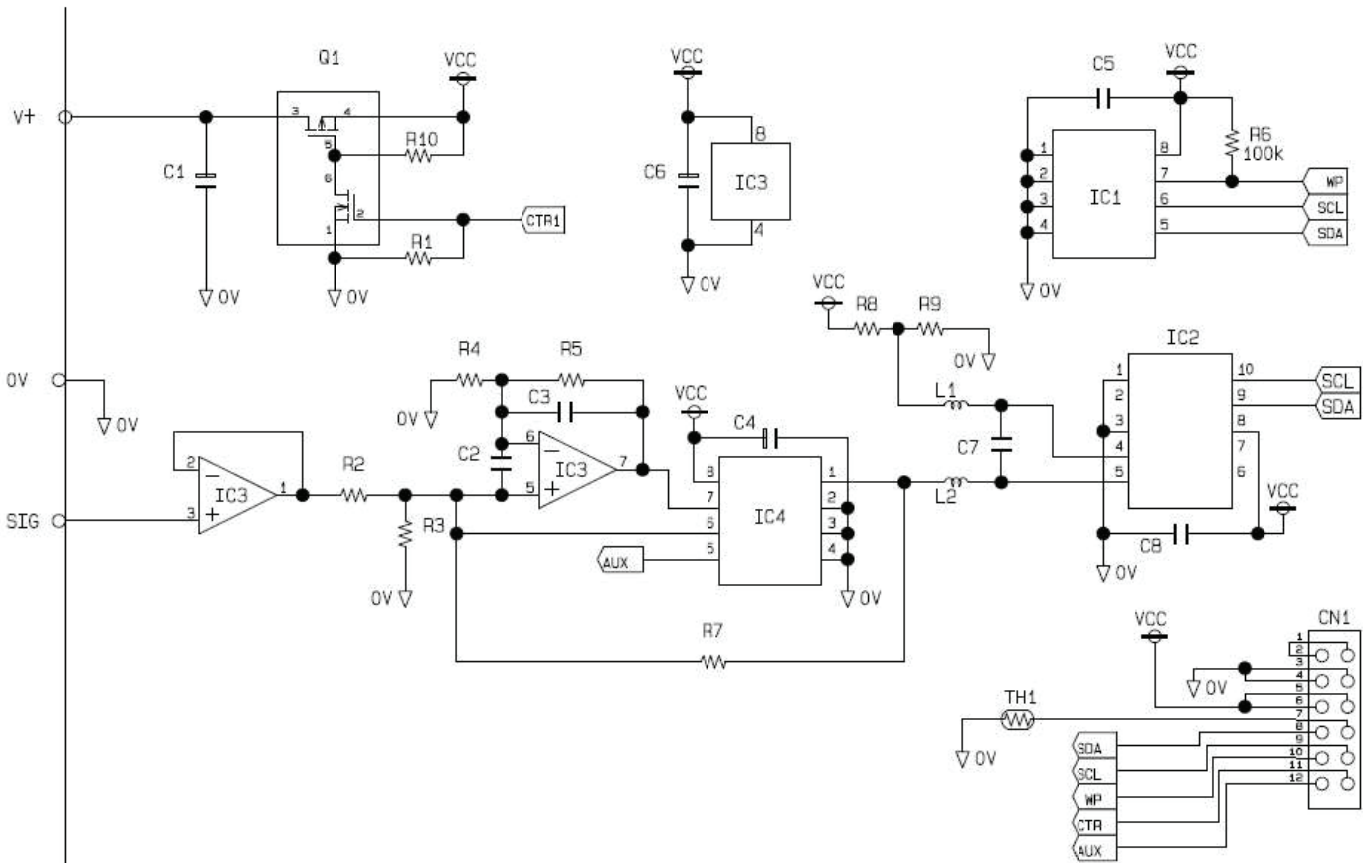 Q1
VCC
V+
3
4
5
R10
C1
6
2
CTR1
1
R1
0V
0V
VCC
8
C6
IC3
4
0V
VCC
C5
R6
100k
1
8
2
7
WP
IC1
3
6
SCL
4
5
SDA
0V
VCC
R8
R9
0V
IC2
0V
0V
R4
R5
0V
C3
VCC
C4
L1
1
10
SCL
2
9
SDA
3
8
4
7
5
6
C7
L2
VCC
C8
0V
2
IC3
1
3
SIG
R2
R3
0V
C2
6
IC3
7
5
8
1
7
2
IC4
6
3
5
4
AUX
0V
R7
VCC
CN1
1
2
3
4
5
6
7
8
9
10
11
12
0V
TH1
0V
SDA
SCL
WP
CTR
AUX